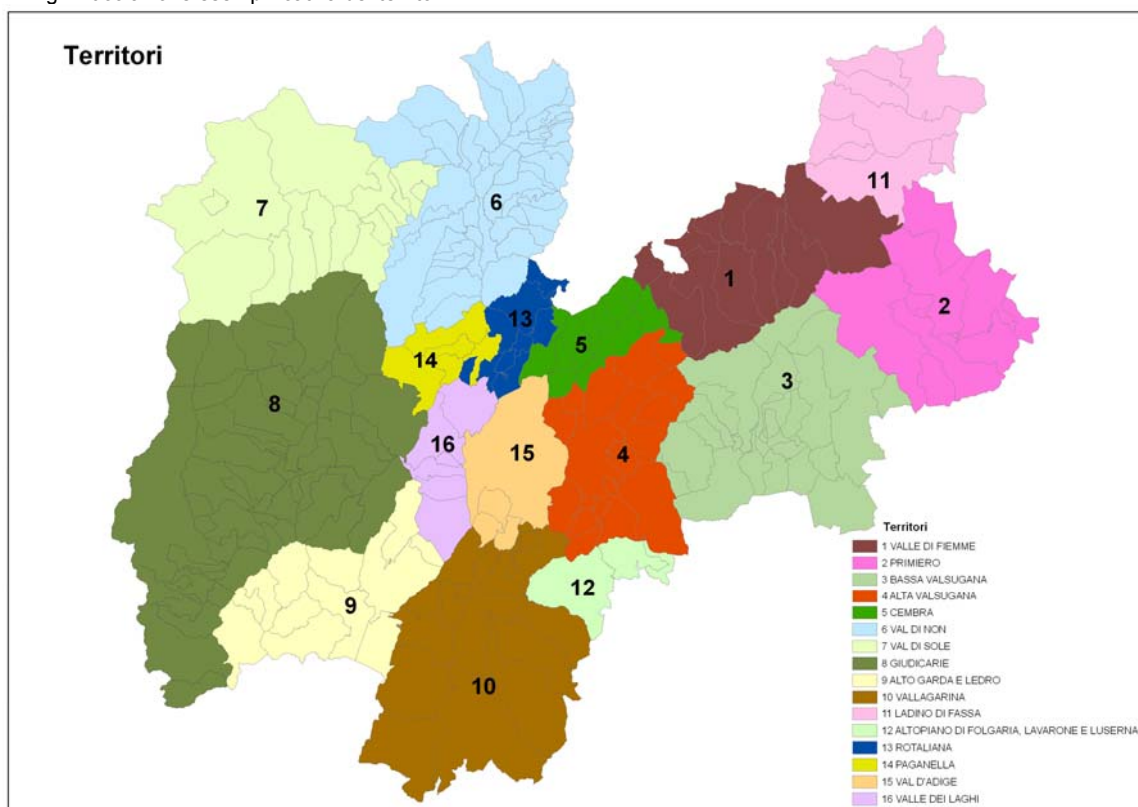 Territori
11
7
6
1
13
2
5
14
3
8
16
15
4
12
9
10
Territori
1 VALLE DI FIEMME
2 PRIMIERO
3 BASSA VALSUGANA
4 ALTA VALSUGANA
5 CEMBRA
6 VAL DI NON
7 VAL DI SOLE
8 GIUDICARIE
9 ALTO GARDA E LEDRO
10 VALLAGARINA
11 LADINO DI FASSA
12 ALTOPIANO DI FOLGARIA, LAVARONE E LUSERNA
13 ROTALIANA
14 PAGANELLA
15 VAL D'ADIGE
16 VALLE DEI LAGHI